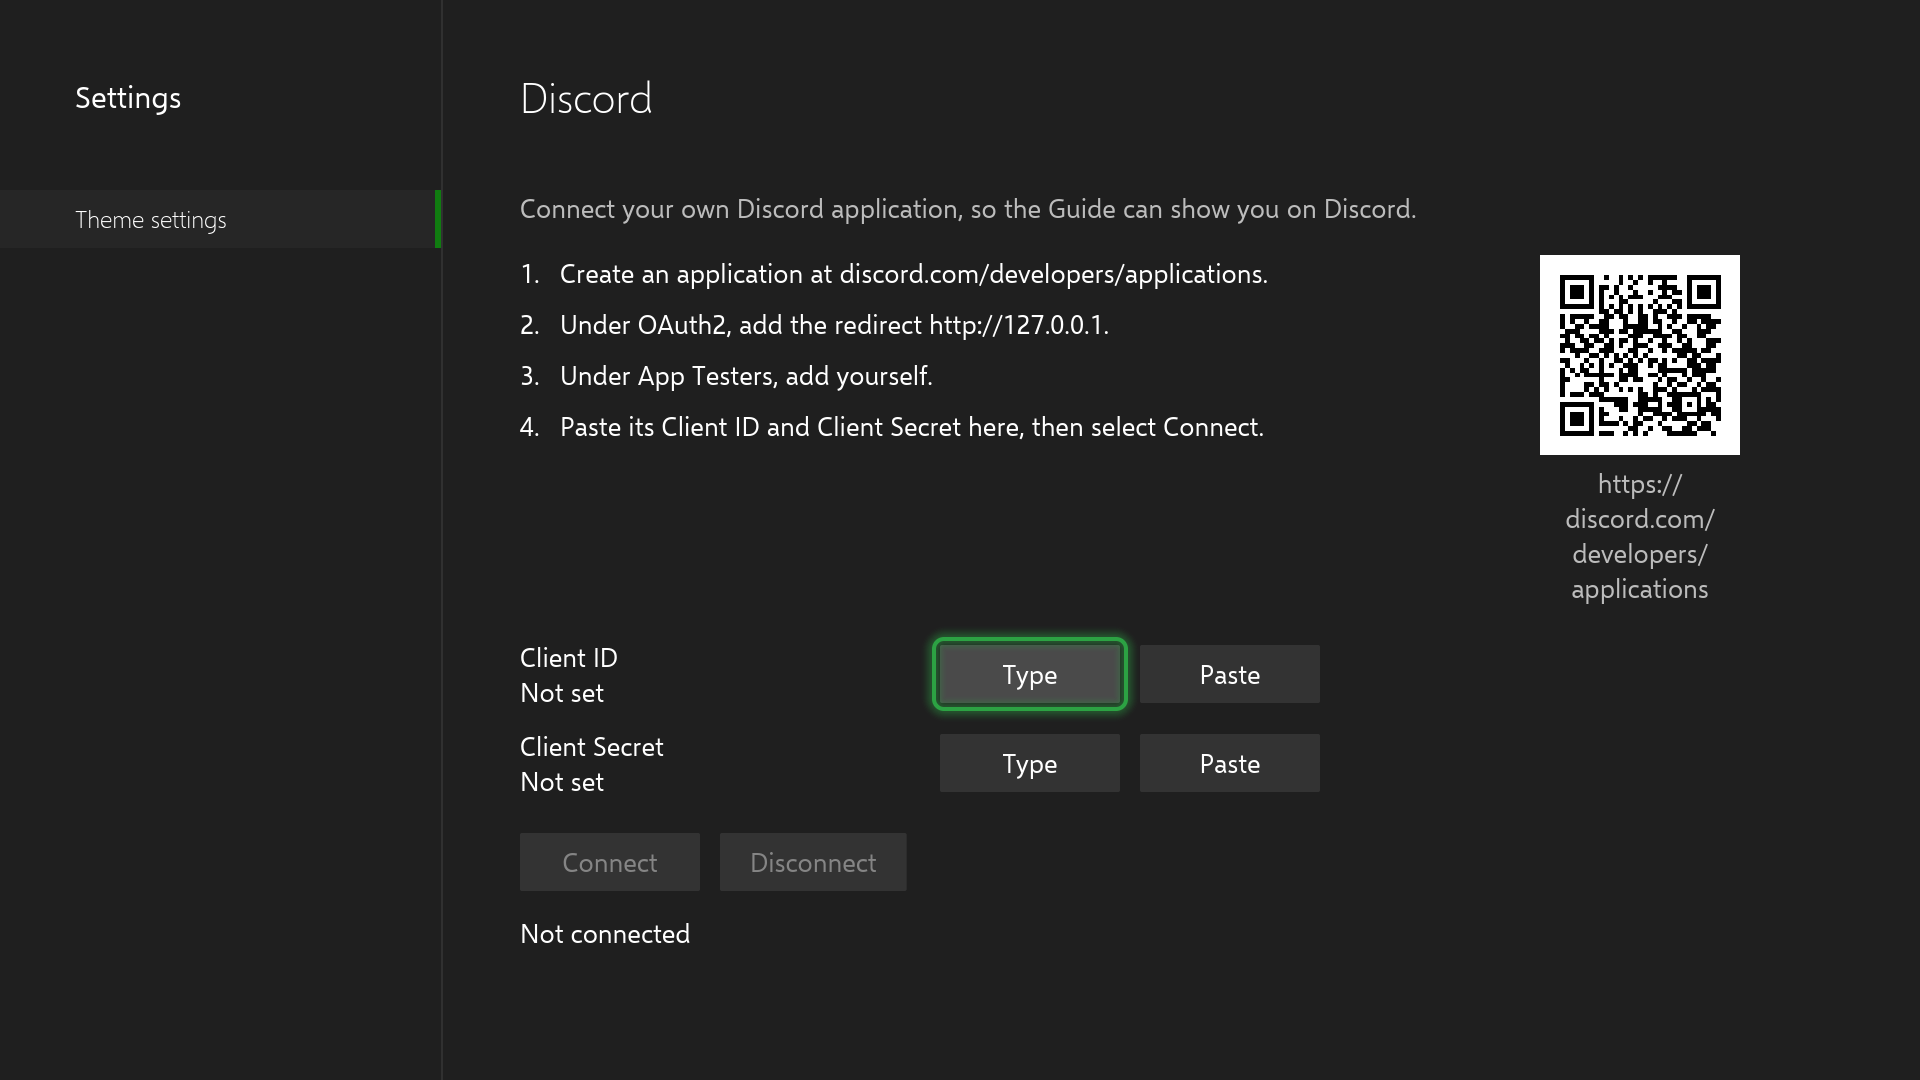 Settings
Theme settings
Discord
Connect your own Discord application, so the Guide can show you on Discord.
1. Create an application at discord.com/developers/applications.
2. Under OAuth2, add the redirect http://127.0.0.1.
3. Under App Testers, add yourself.
4. Paste its Client ID and Client Secret here, then select Connect.
https://
discord.com/
developers/
applications
Client ID
Not set
Type
Paste
Client Secret
Not set
Type
Paste
Connect
Disconnect
Not connected